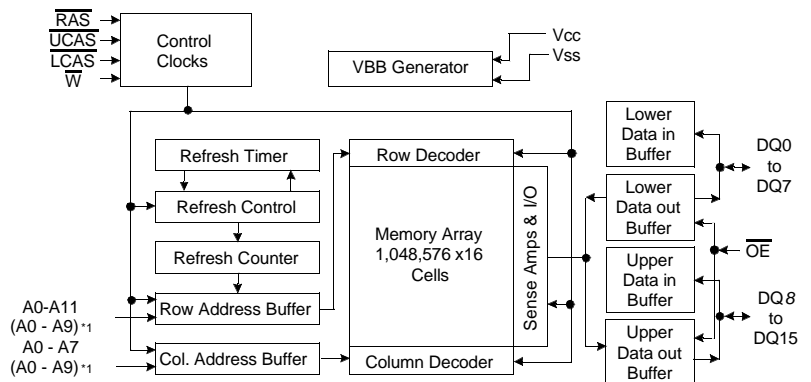 RAS
UCAS
LCAS
W
Control
Clocks
VBB Generator
Vcc
Vss
Refresh Timer
Refresh Control
Refresh Counter
Row Address Buffer
Col. Address Buffer
A0-A11
(A0 - A9)*1
A0 - A7
(A0 - A9)*1
Row Decoder
Memory Array
1,048,576 x16
Cells
Column Decoder
Sense Amps & I/O
Lower
Data in
Buffer
Lower
Data out
Buffer
Upper
Data in
Buffer
Upper
Data out
Buffer
DQ0
to
DQ7
OE
DQ8
to
DQ15